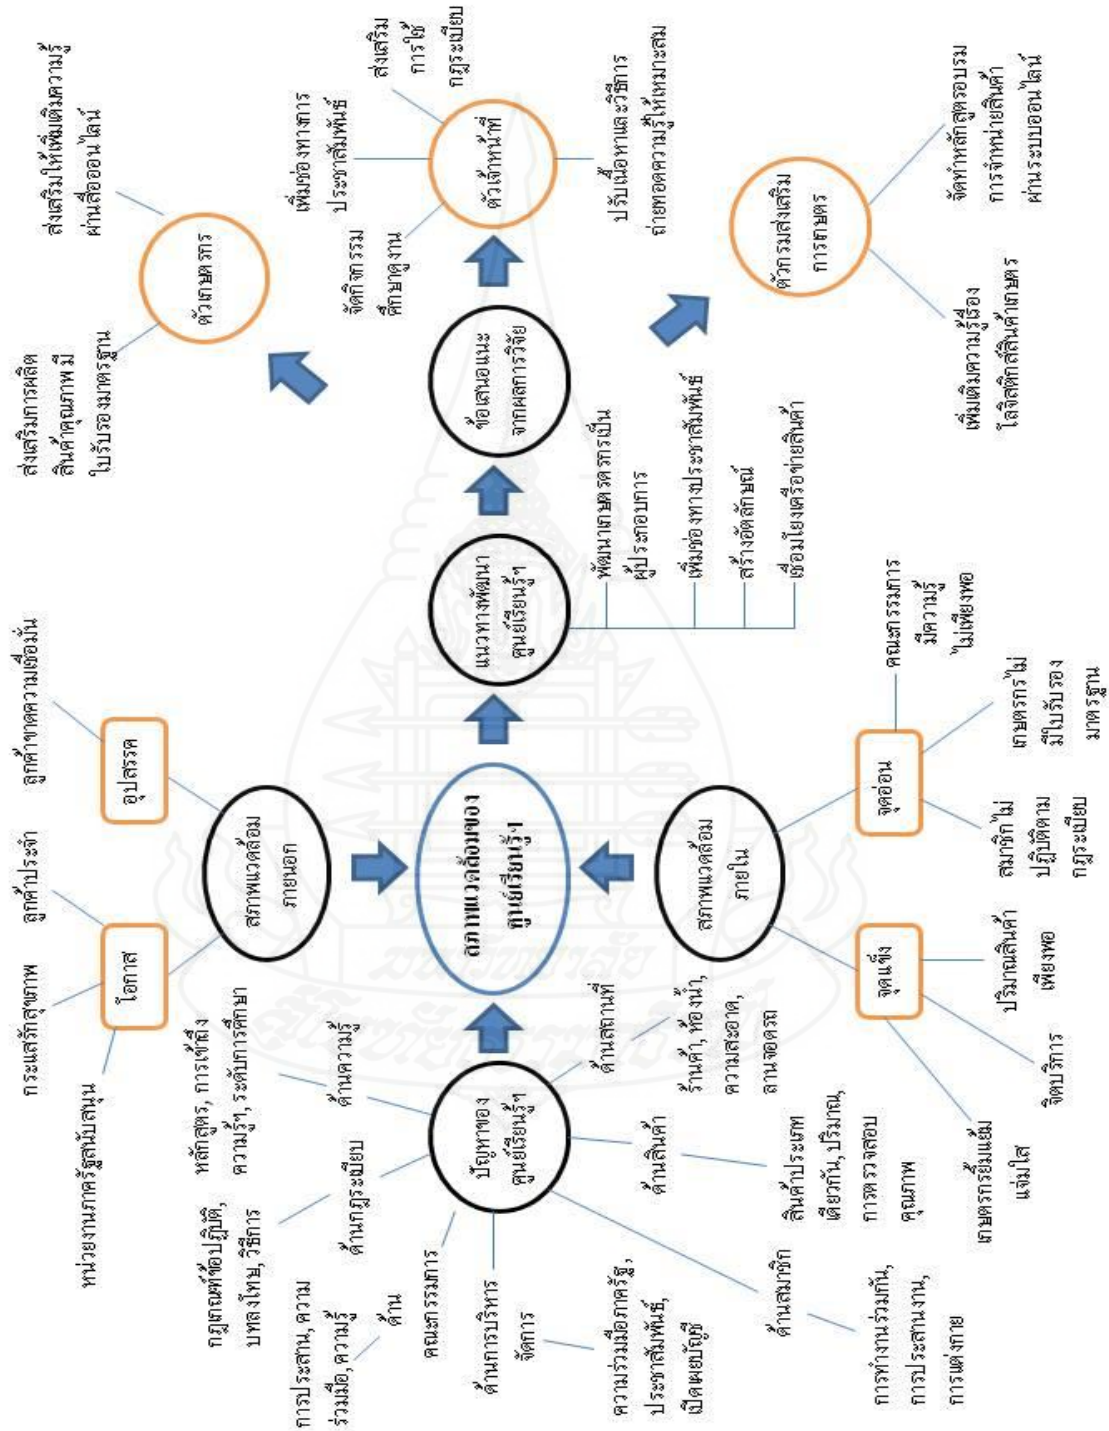 หน่วยงานภาครัฐสนับสนุน
กระแสรักสุขภาพ
ลูกค้าประจำ
โอกาส
ลูกค้าขาดความเชื่อมั่น
อุปสรรค
สภาพแวดล้อม
ภายนอก
ส่งเสริมการผลิต
สินค้าคุณภาพ มี
ใบรับรองมาตรฐาน
ส่งเสริมให้เพิ่มเติมความรู้
ผ่านสื่อออนไลน์
ตัวเกษตรกร
กฎเกณฑ์ข้อปฏิบัติ,
บทลงโทษ, วิธีการ
ด้านกฎระเบียบ
หลักสูตร, การเข้าถึง
ความรู้ฯ, ระดับการศึกษา
ด้านความรู้
การประสาน, ความ
ร่วมมือ, ความรู้
ด้าน
คณะกรรมการ
ด้านการบริหาร
จัดการ
ความร่วมมือภาครัฐ,
ประชาสัมพันธ์,
เปิดเผยบัญชี
ปัญหาของ
ศูนย์เรียนรู้ฯ
สภาพแวดล้อมของ
ศูนย์เรียนรู้ฯ
แนวทางพัฒนา
ศูนย์เรียนรู้ฯ
ข้อเสนอแนะ
จากผลการวิจัย
จัดกิจกรรม
ศึกษาดูงาน
เพิ่มช่องทางการ
ประชาสัมพันธ์
ส่งเสริม
การใช้
กฎระเบียบ
ตัวเจ้าหน้าที่
ปรับเนื้อหาและวิธีการ
ถ่ายทอดความรู้ให้เหมาะสม
พัฒนาเกษตรดรกรเป็น
ผู้ประกอบการ
เพิ่มช่องทางประชาสัมพันธ์
สร้างอัตลักษณ์
เชื่อมโยงเครือข่ายสินค้า
ด้านสถานที่
ร้านค้า, ห้องน้ำ,
ความสะอาด,
ลานจอดรถ
ด้านสินค้า
สินค้าประเภท
เดียวกัน, ปริมาณ,
การตรวจสอบ
คุณภาพ
ด้านสมาชิก
การทำงานร่วมกัน,
การประสานงาน,
การแต่งกาย
สภาพแวดล้อม
ภายใน
จุดแข็ง
เกษตรกรยิ้มแย้ม
แจ่มใส
จิตบริการ
ปริมาณสินค้า
เพียงพอ
จุดอ่อน
สมาชิกไม่
ปฏิบัติตาม
กฎระเบียบ
เกษตรกรไม่
มีใบรับรอง
มาตรฐาน
คณะกรรมการ
มีความรู้
ไม่เพียงพอ
ตัวกรมส่งเสริม
การเกษตร
เพิ่มเติมความรู้เรื่อง
โลจิสติกส์สินค้าเกษตร
จัดทำหลักสูตรอบรม
การจำหน่ายสินค้า
ผ่านระบบออนไลน์